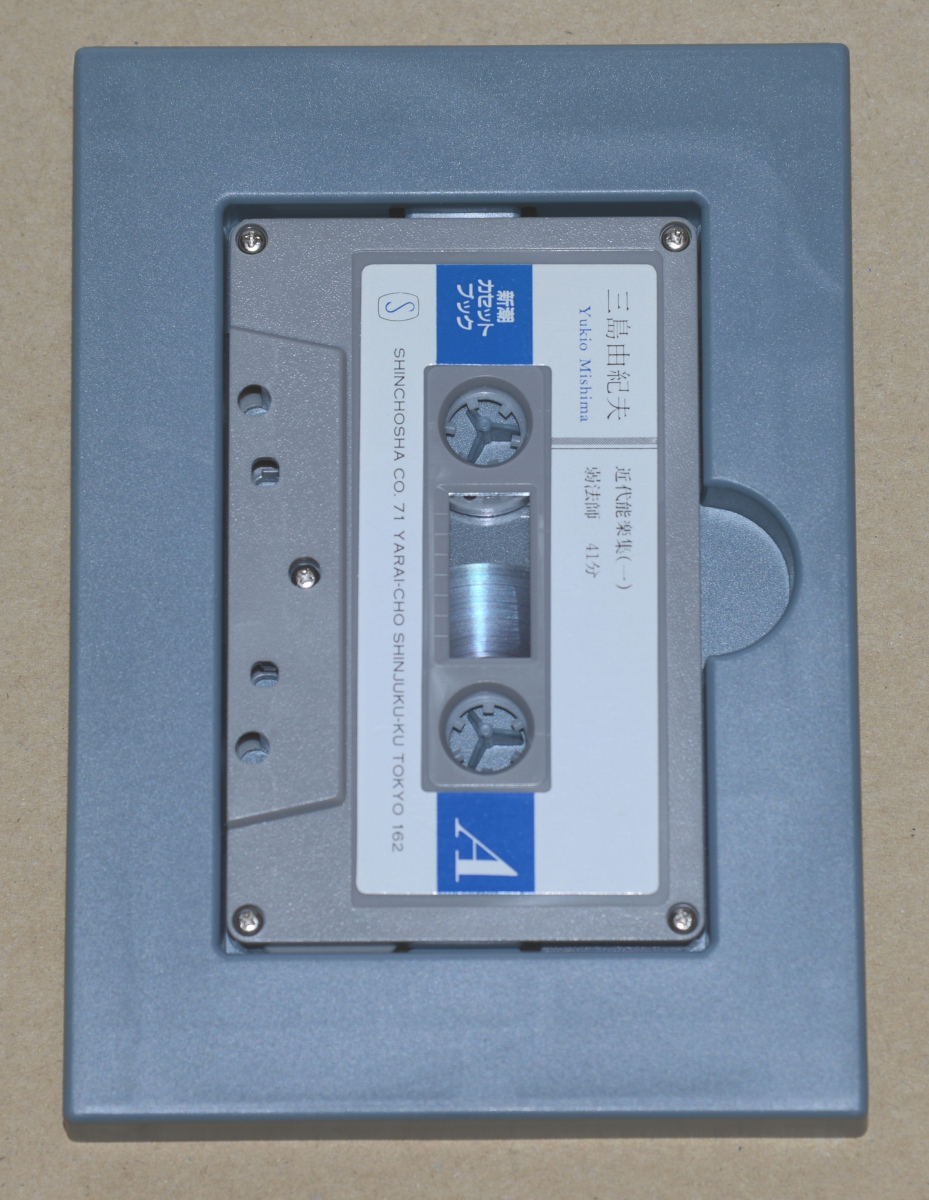 三島由紀夫
Yukio Mishima
近代能楽集(一)
弱法師 41分
新潮
カセット
ブック
A
S
SHINCHOSHA CO. 71 YARAI-CHO SHINJUKU-KU TOKYO 162